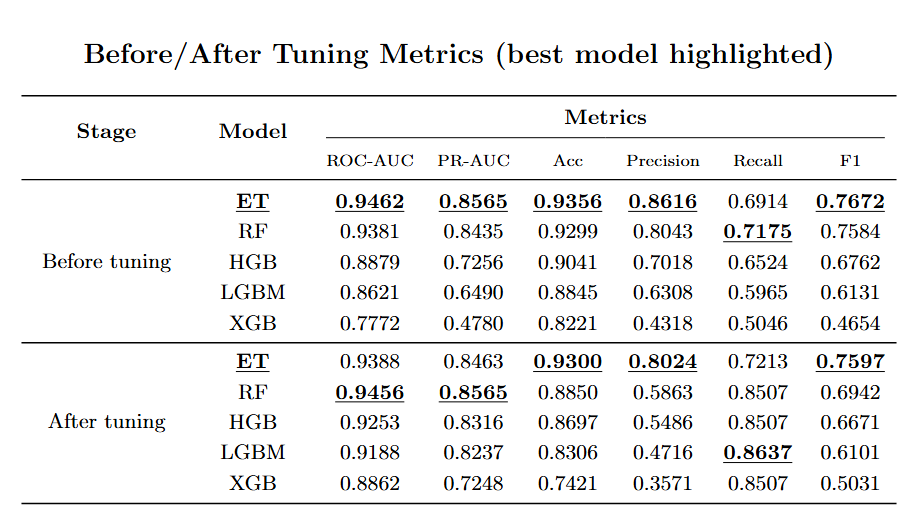 Before/After Tuning Metrics (best model highlighted)
Stage Model Metrics
ROC-AUC PR-AUC Acc Precision Recall F1
ET 0.9462 0.8565 0.9356 0.8616 0.6914 0.7672
RF 0.9381 0.8435 0.9299 0.8043 0.7175 0.7584
Before tuning HGB 0.8879 0.7256 0.9041 0.7018 0.6524 0.6762
LGBM 0.8621 0.6490 0.8845 0.6308 0.5965 0.6131
XGB 0.7772 0.4780 0.8221 0.4318 0.5046 0.4654
ET 0.9388 0.8463 0.9300 0.8024 0.7213 0.7597
RF 0.9456 0.8565 0.8850 0.5863 0.8507 0.6942
After tuning HGB 0.9253 0.8316 0.8697 0.5486 0.8507 0.6671
LGBM 0.9188 0.8237 0.8306 0.4716 0.8637 0.6101
XGB 0.8862 0.7248 0.7421 0.3571 0.8507 0.5031